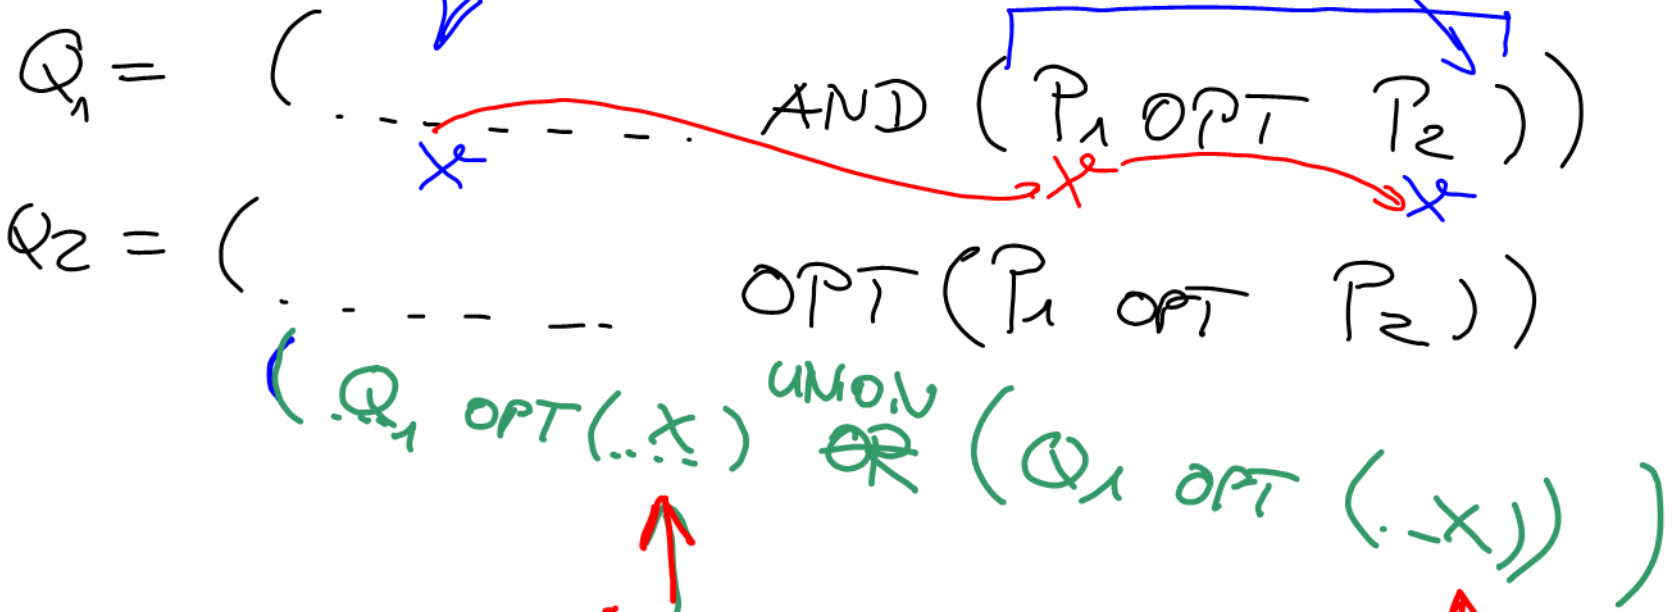 Q1 = ( . - - - - - - . AND ( P1 OPT P2 ) )
x x x
Q2 = ( . - - - - - - OPT ( P1 OPT P2 ) )
UNION
( Q1 OPT ( .. X ) OR ( Q1 OPT ( . _ X ) ) )